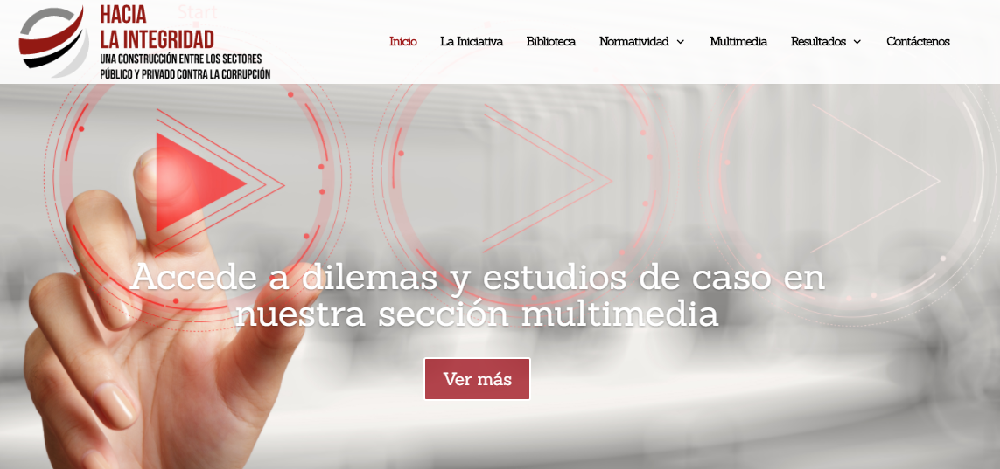 Start
HACIA
LA INTEGRIDAD
UNA CONSTRUCCIÓN ENTRE LOS SECTORES
PÚBLICO Y PRIVADO CONTRA LA CORRUPCIÓN
Inicio La Iniciativa Biblioteca Normatividad Multimedia Resultados Contáctenos
Accede a dilemas y estudios de caso en
nuestra sección multimedia
Ver más